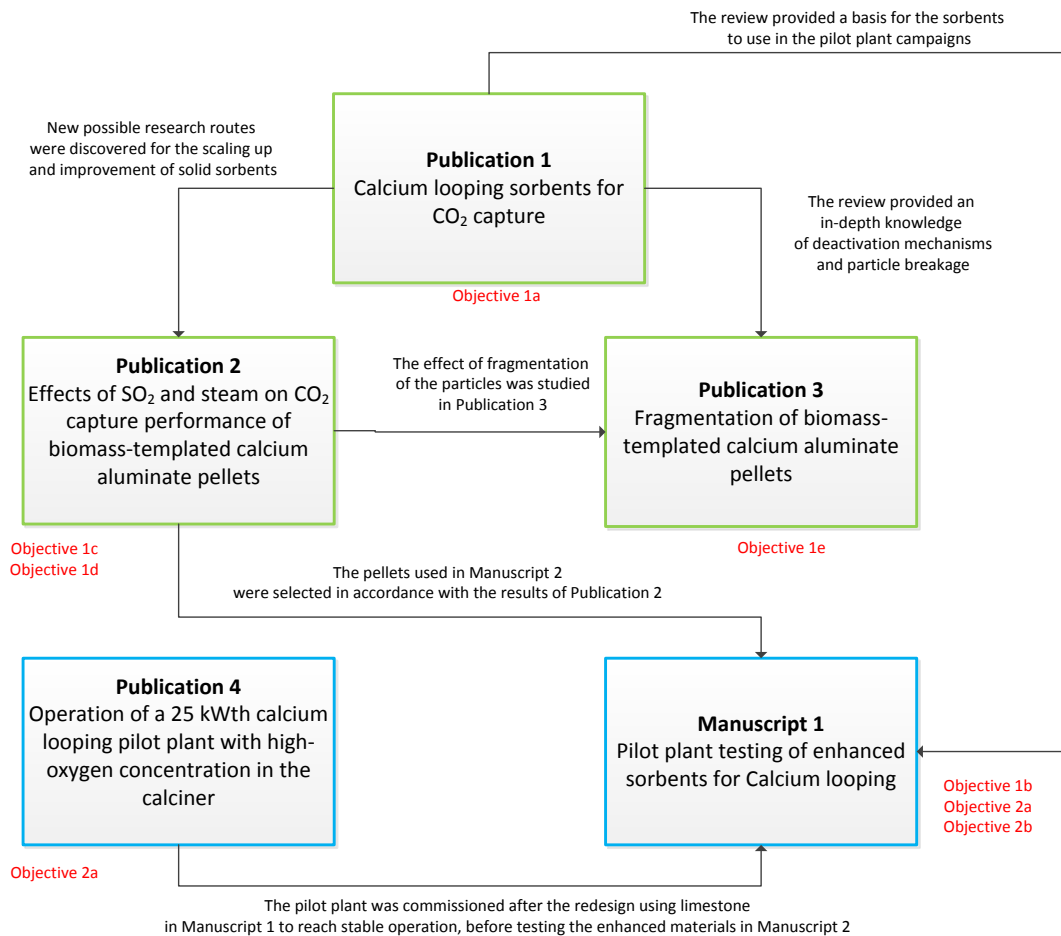 The review provided a basis for the sorbents
to use in the pilot plant campaigns
New possible research routes
were discovered for the scaling up
and improvement of solid sorbents
Publication 1
Calcium looping sorbents for
CO₂ capture
The review provided an
in-depth knowledge
of deactivation mechanisms
and particle breakage
Objective 1a
Publication 2
Effects of SO₂ and steam on CO₂
capture performance of
biomass-templated calcium
aluminate pellets
The effect of fragmentation
of the particles was studied
in Publication 3
Publication 3
Fragmentation of biomass-
templated calcium aluminate
pellets
Objective 1c
Objective 1d
Objective 1e
The pellets used in Manuscript 2
were selected in accordance with the results of Publication 2
Publication 4
Operation of a 25 kWth calcium
looping pilot plant with high-
oxygen concentration in the
calciner
Manuscript 1
Pilot plant testing of enhanced
sorbents for Calcium looping
Objective 1b
Objective 2a
Objective 2b
Objective 2a
The pilot plant was commissioned after the redesign using limestone
in Manuscript 1 to reach stable operation, before testing the enhanced materials in Manuscript 2